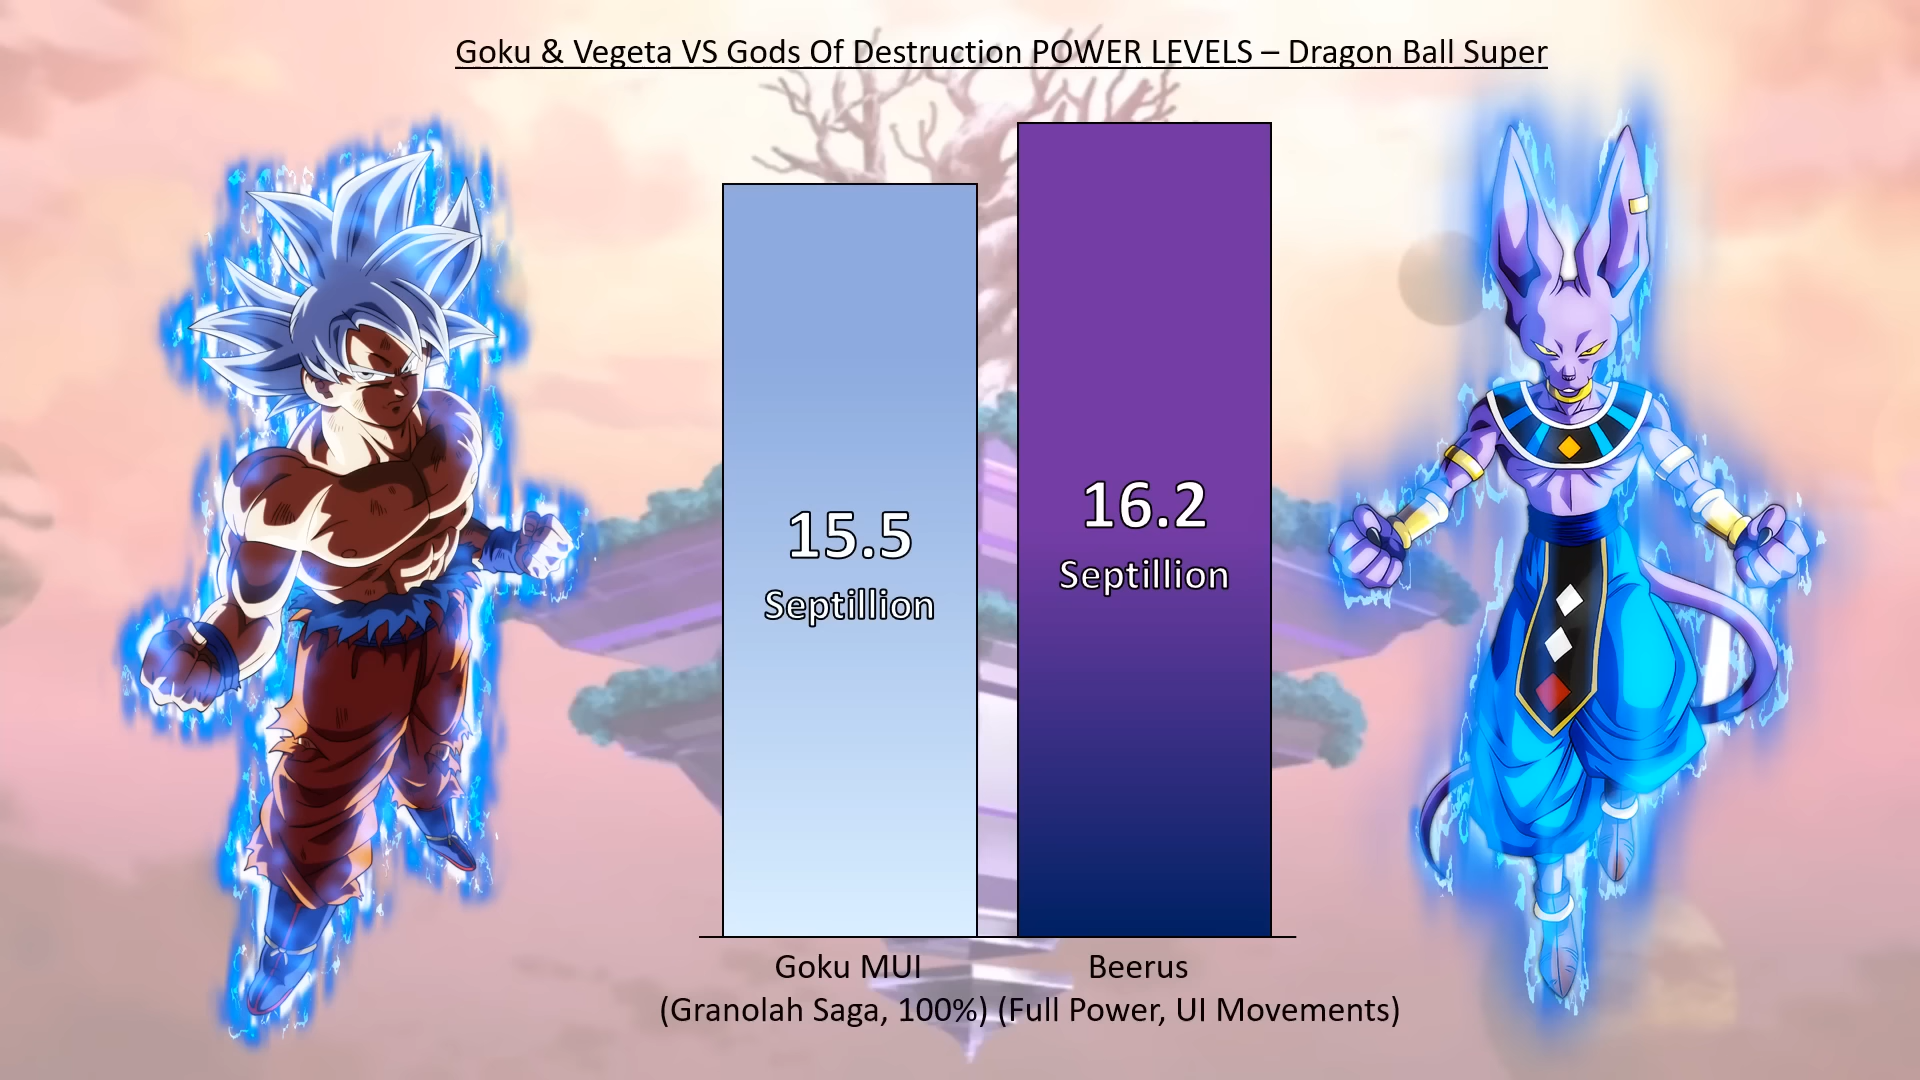 Goku & Vegeta VS Gods Of Destruction POWER LEVELS – Dragon Ball Super
15.5
Septillion
16.2
Septillion
Goku MUI
(Granolah Saga, 100%)
Beerus
(Full Power, UI Movements)